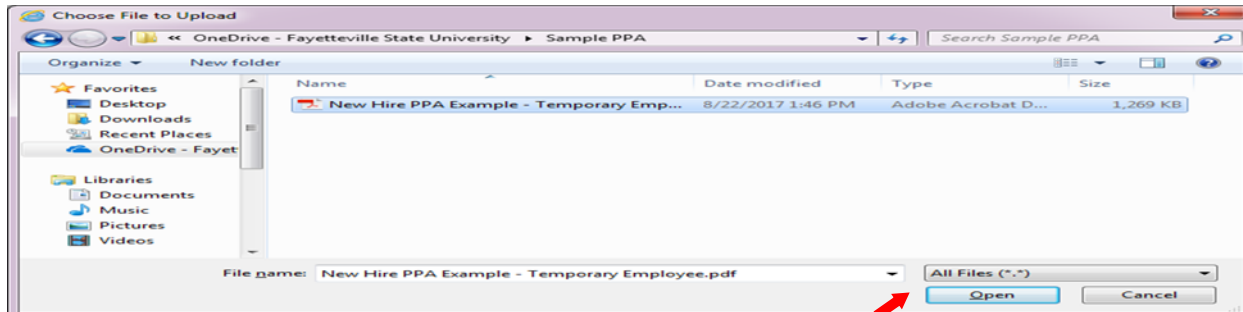 Choose File to Upload
« OneDrive - Fayetteville State University ▸ Sample PPA
Search Sample PPA
Organize
New folder
Name
Date modified
Type
Size
New Hire PPA Example - Temporary Emp...
8/22/2017 1:46 PM
Adobe Acrobat D...
1,269 KB
Favorites
Desktop
Downloads
Recent Places
OneDrive - Fayet
Libraries
Documents
Music
Pictures
Videos
File name:
New Hire PPA Example - Temporary Employee.pdf
All Files (*.*)
Open
Cancel